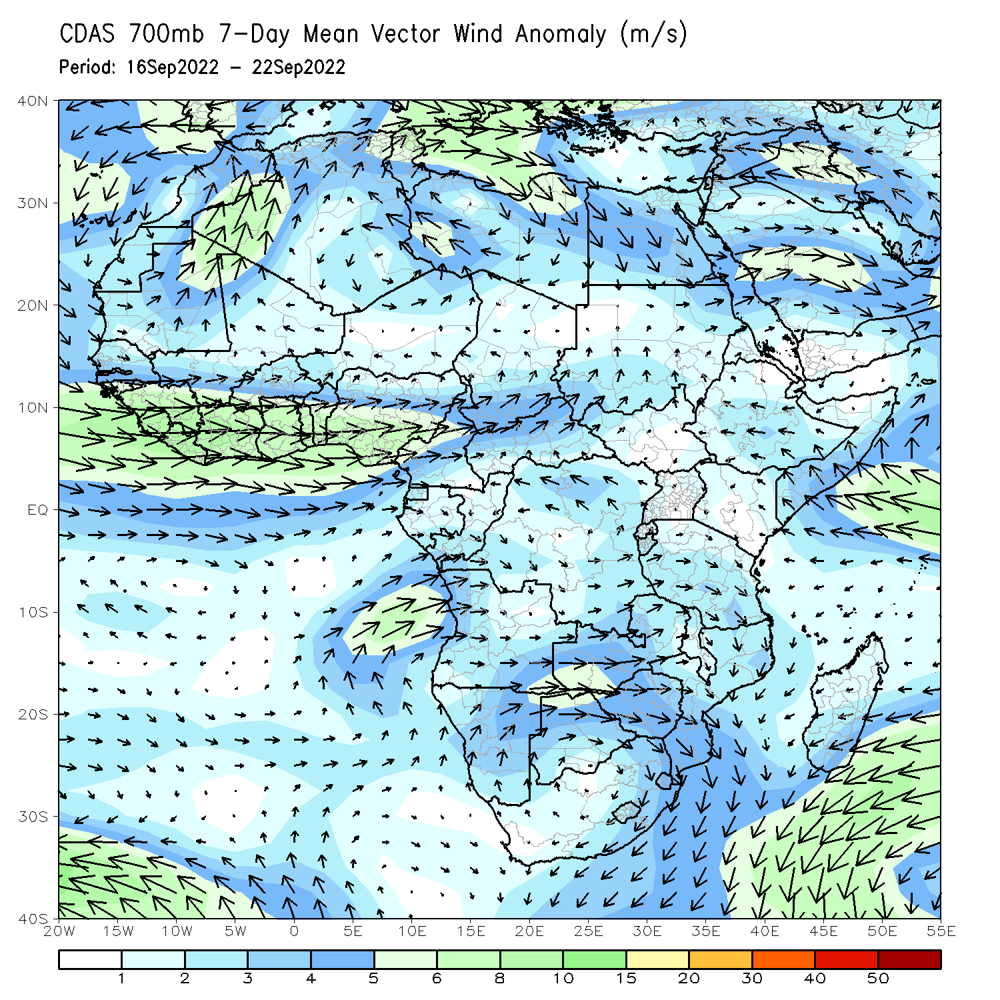 CDAS 700mb 7-Day Mean Vector Wind Anomaly (m/s)
Period: 16Sep2022 - 22Sep2022
40N
30N
20N
10N
EQ
10S
20S
30S
40S
20W 15W 10W 5W 0 5E 10E 15E 20E 25E 30E 35E 40E 45E 50E 55E
1 2 3 4 5 6 8 10 15 20 30 40 50